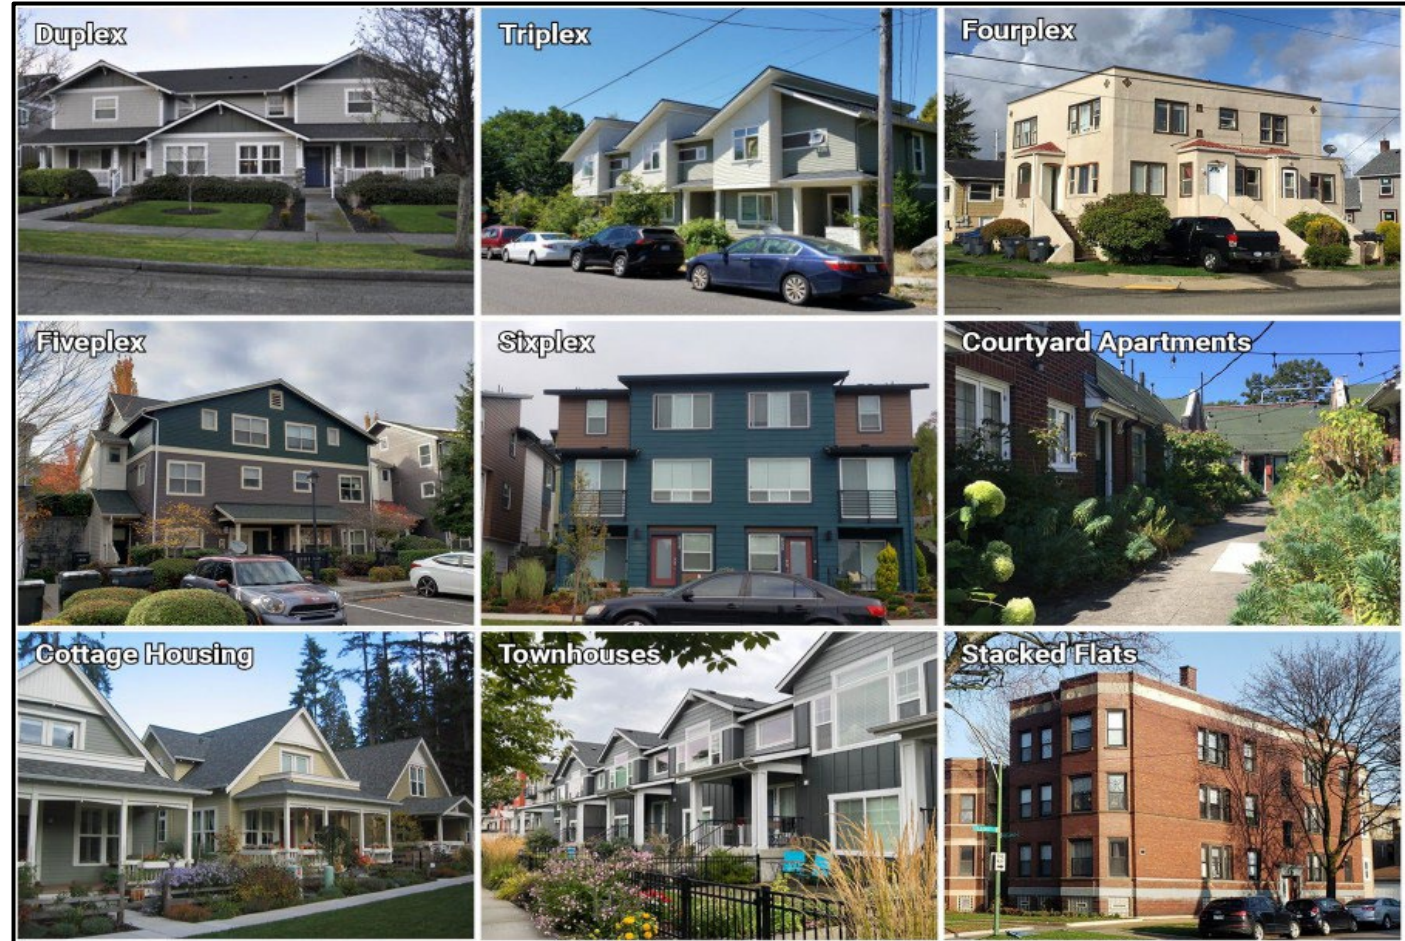 Duplex
Triplex
Fourplex
Fiveplex
Sixplex
Courtyard Apartments
Cottage Housing
Townhouses
Stacked Flats